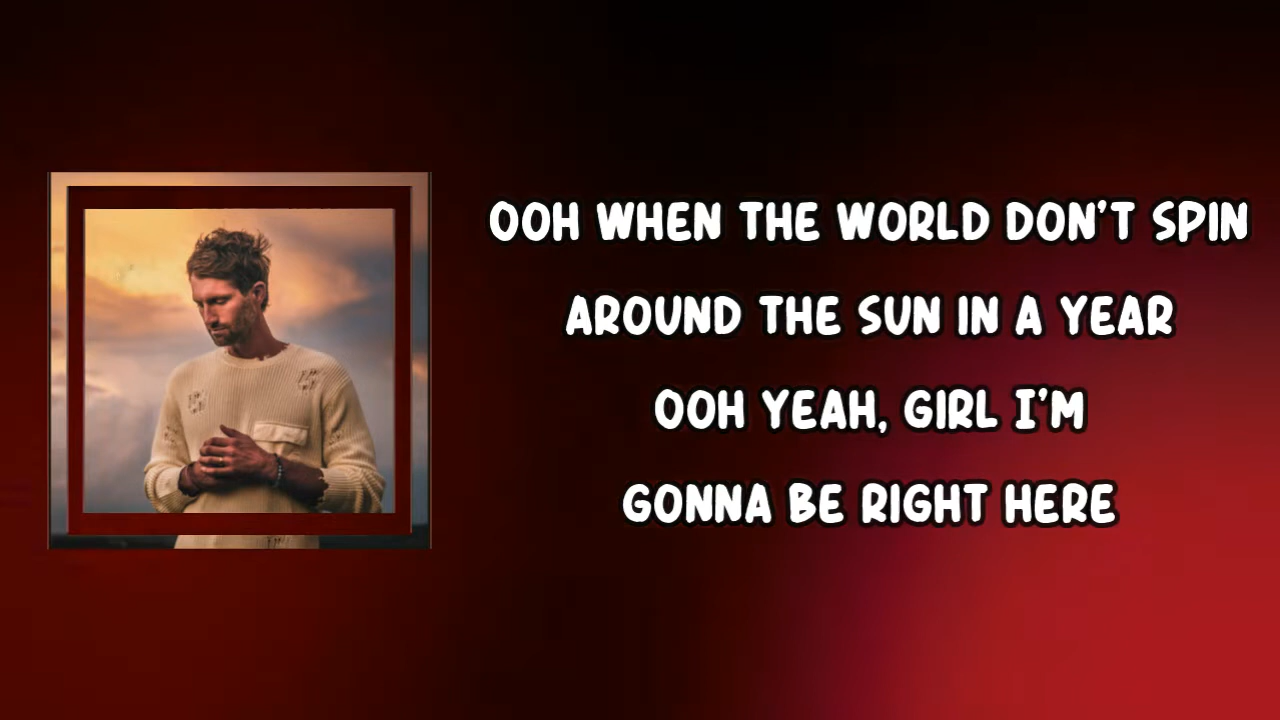 OOH WHEN THE WORLD DON'T SPIN
AROUND THE SUN IN A YEAR
OOH YEAH, GIRL I'M
GONNA BE RIGHT HERE